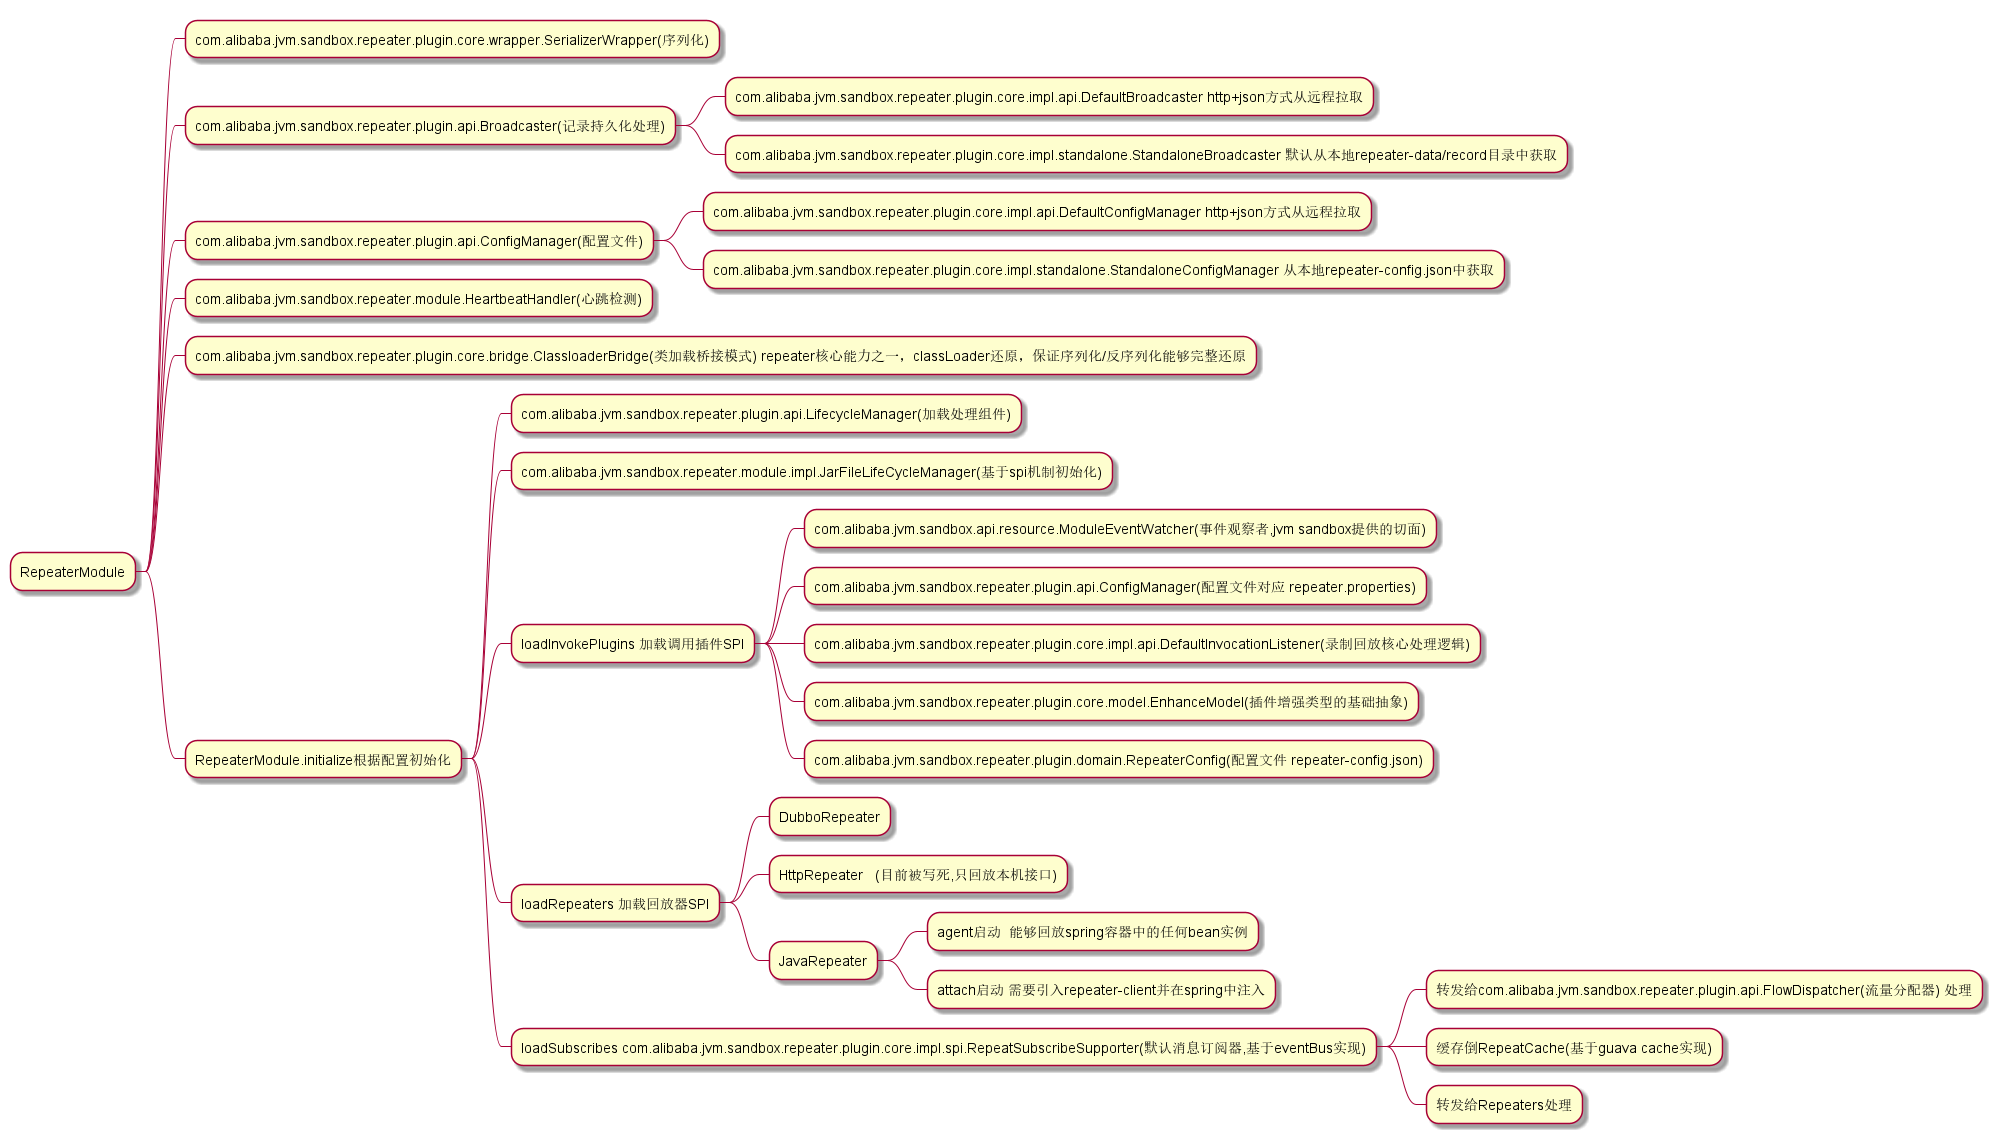 com.alibaba.jvm.sandbox.repeater.plugin.core.wrapper.SerializerWrapper(序列化)
com.alibaba.jvm.sandbox.repeater.plugin.core.impl.api.DefaultBroadcaster http+json方式从远程拉取
com.alibaba.jvm.sandbox.repeater.plugin.api.Broadcaster(记录持久化处理)
com.alibaba.jvm.sandbox.repeater.plugin.core.impl.standalone.StandaloneBroadcaster 默认从本地repeater-data/record目录中获取
com.alibaba.jvm.sandbox.repeater.plugin.core.impl.api.DefaultConfigManager http+json方式从远程拉取
com.alibaba.jvm.sandbox.repeater.plugin.api.ConfigManager(配置文件)
com.alibaba.jvm.sandbox.repeater.plugin.core.impl.standalone.StandaloneConfigManager 从本地repeater-config.json中获取
com.alibaba.jvm.sandbox.repeater.module.HeartbeatHandler(心跳检测)
com.alibaba.jvm.sandbox.repeater.plugin.core.bridge.ClassloaderBridge(类加载桥接模式) repeater核心能力之一，classLoader还原，保证序列化/反序列化能够完整还原
com.alibaba.jvm.sandbox.repeater.plugin.api.LifecycleManager(加载处理组件)
com.alibaba.jvm.sandbox.repeater.module.impl.JarFileLifeCycleManager(基于spi机制初始化)
com.alibaba.jvm.sandbox.api.resource.ModuleEventWatcher(事件观察者,jvm sandbox提供的切面)
RepeaterModule
com.alibaba.jvm.sandbox.repeater.plugin.api.ConfigManager(配置文件对应 repeater.properties)
loadInvokePlugins 加载调用插件SPI
com.alibaba.jvm.sandbox.repeater.plugin.core.impl.api.DefaultInvocationListener(录制回放核心处理逻辑)
com.alibaba.jvm.sandbox.repeater.plugin.core.model.EnhanceModel(插件增强类型的基础抽象)
RepeaterModule.initialize根据配置初始化
com.alibaba.jvm.sandbox.repeater.plugin.domain.RepeaterConfig(配置文件 repeater-config.json)
DubboRepeater
HttpRepeater (目前被写死,只回放本机接口)
loadRepeaters 加载回放器SPI
agent启动 能够回放spring容器中的任何bean实例
JavaRepeater
attach启动 需要引入repeater-client并在spring中注入
转发给com.alibaba.jvm.sandbox.repeater.plugin.api.FlowDispatcher(流量分配器) 处理
loadSubscribes com.alibaba.jvm.sandbox.repeater.plugin.core.impl.spi.RepeatSubscribeSupporter(默认消息订阅器,基于eventBus实现)
缓存倒RepeatCache(基于guava cache实现)
转发给Repeaters处理